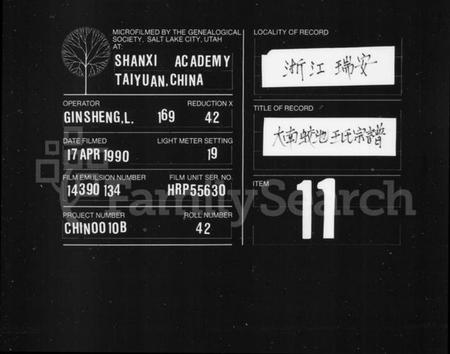 MICROFILMED BY THE GENEALOGICAL
SOCIETY, SALT LAKE CITY, UTAH
AT:
SHANXI ACADEMY
TAIYUAN, CHINA
OPERATOR
REDUCTION X
GINSHENG, L. 169
42
DATE FILMED
LIGHT METER SETTING
17 APR 1990
19
FILM EMULSION NUMBER
FILM UNIT SER. NO.
14390 134
HRP55630
PROJECT NUMBER
ROLL NUMBER
CHIN0010B
42
LOCALITY OF RECORD
浙江瑞安
TITLE OF RECORD
大南 地王氏宗譜
ITEM
11
FamilySearch